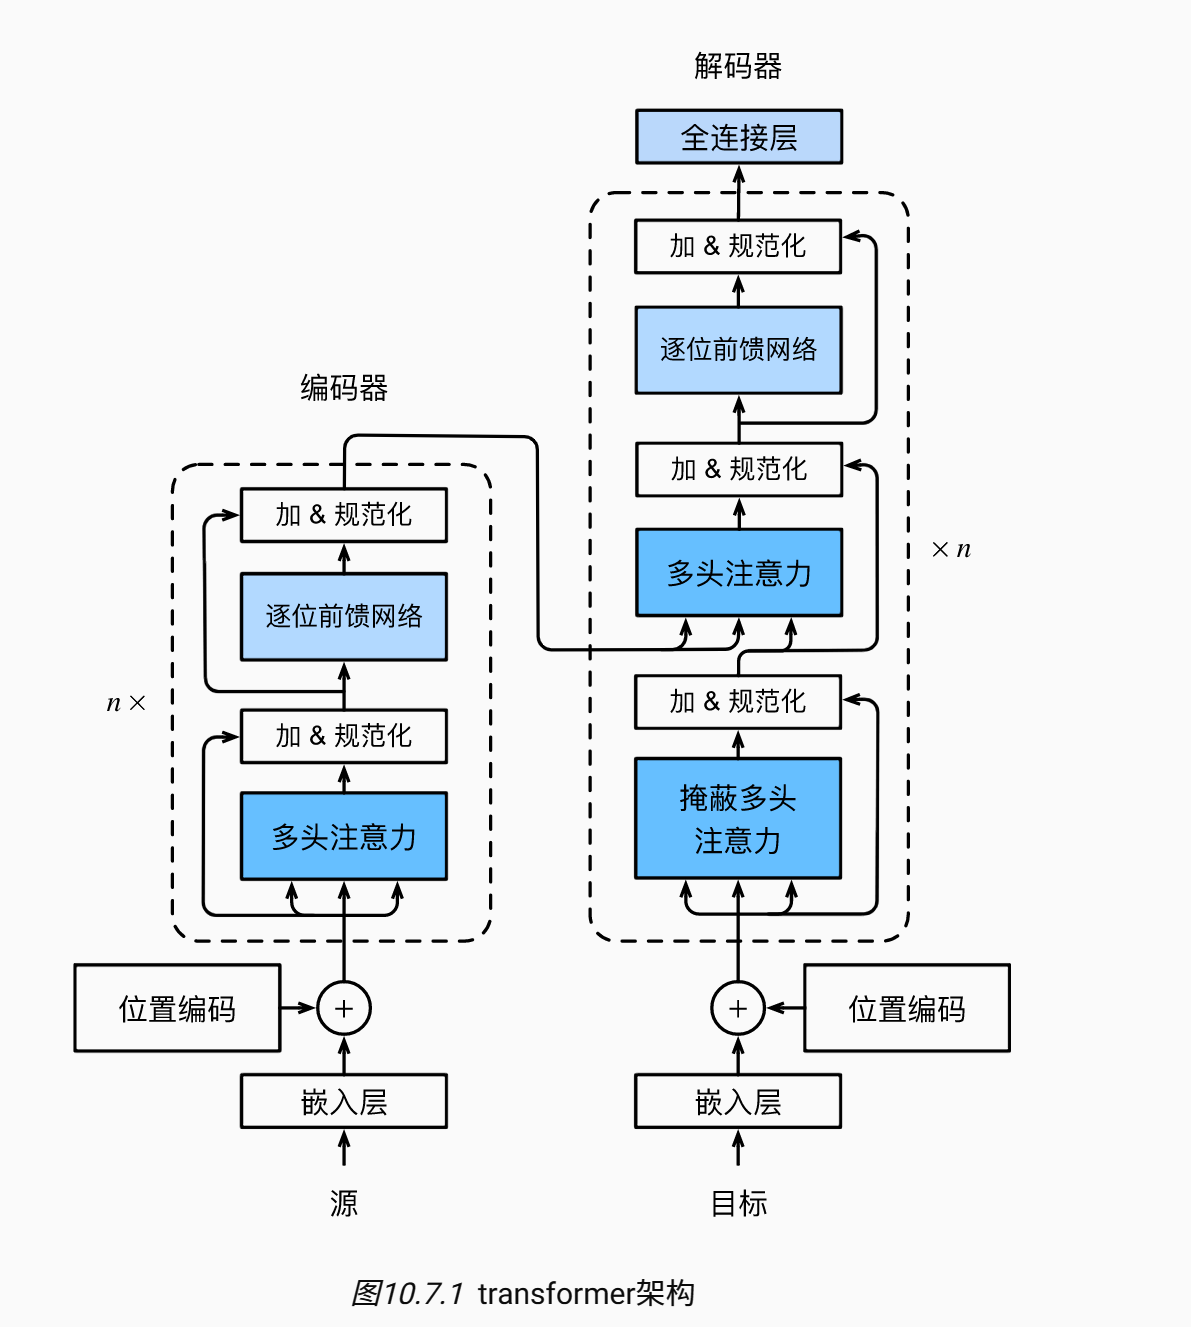 解码器
全连接层
加 & 规范化
逐位前馈网络
加 & 规范化
多头注意力
加 & 规范化
掩蔽多头
注意力
× n
位置编码
嵌入层
目标
编码器
加 & 规范化
逐位前馈网络
加 & 规范化
多头注意力
n ×
位置编码
嵌入层
源
+
+
图10.7.1 transformer架构